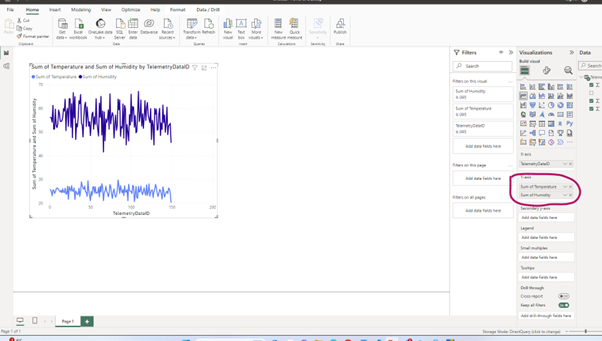 File Home Insert Modeling View Optimize Help Format Data / Drill
Paste
Cut
Copy
Format painter
Get data
Excel workbook
OneLake data hub
SQL Server
Enter data
Dataverse
Recent sources
Transform data
Refresh
New visual
Text box
More visuals
New measure
Quick measure
Sensitivity
Publish
Clipboard Data Queries Insert Calculations Sensitivity Share
Sum of Temperature and Sum of Humidity by TelemetryDataID
Sum of Temperature Sum of Humidity
Sum of Temperature and Sum of Humidity
70
60
50
40
30
20
0 50 100 150 200
TelemetryDataID
Filters
Search
Filters on this visual
Sum of Humidity
is (All)
Sum of Temperature
is (All)
TelemetryDataID
is (All)
Add data fields here
Filters on this page
Add data fields here
Filters on all pages
Add data fields here
Visualizations
Build visual
X-axis
TelemetryDataID
Y-axis
Sum of Temperature
Sum of Humidity
Secondary y-axis
Add data fields here
Legend
Add data fields here
Small multiples
Add data fields here
Tooltips
Add data fields here
Drill through
Cross-report
Keep all filters
Add drill-through fields here
Data
Search
Page 1
Page 1 of 1
Storage Mode: DirectQuery (click to change)